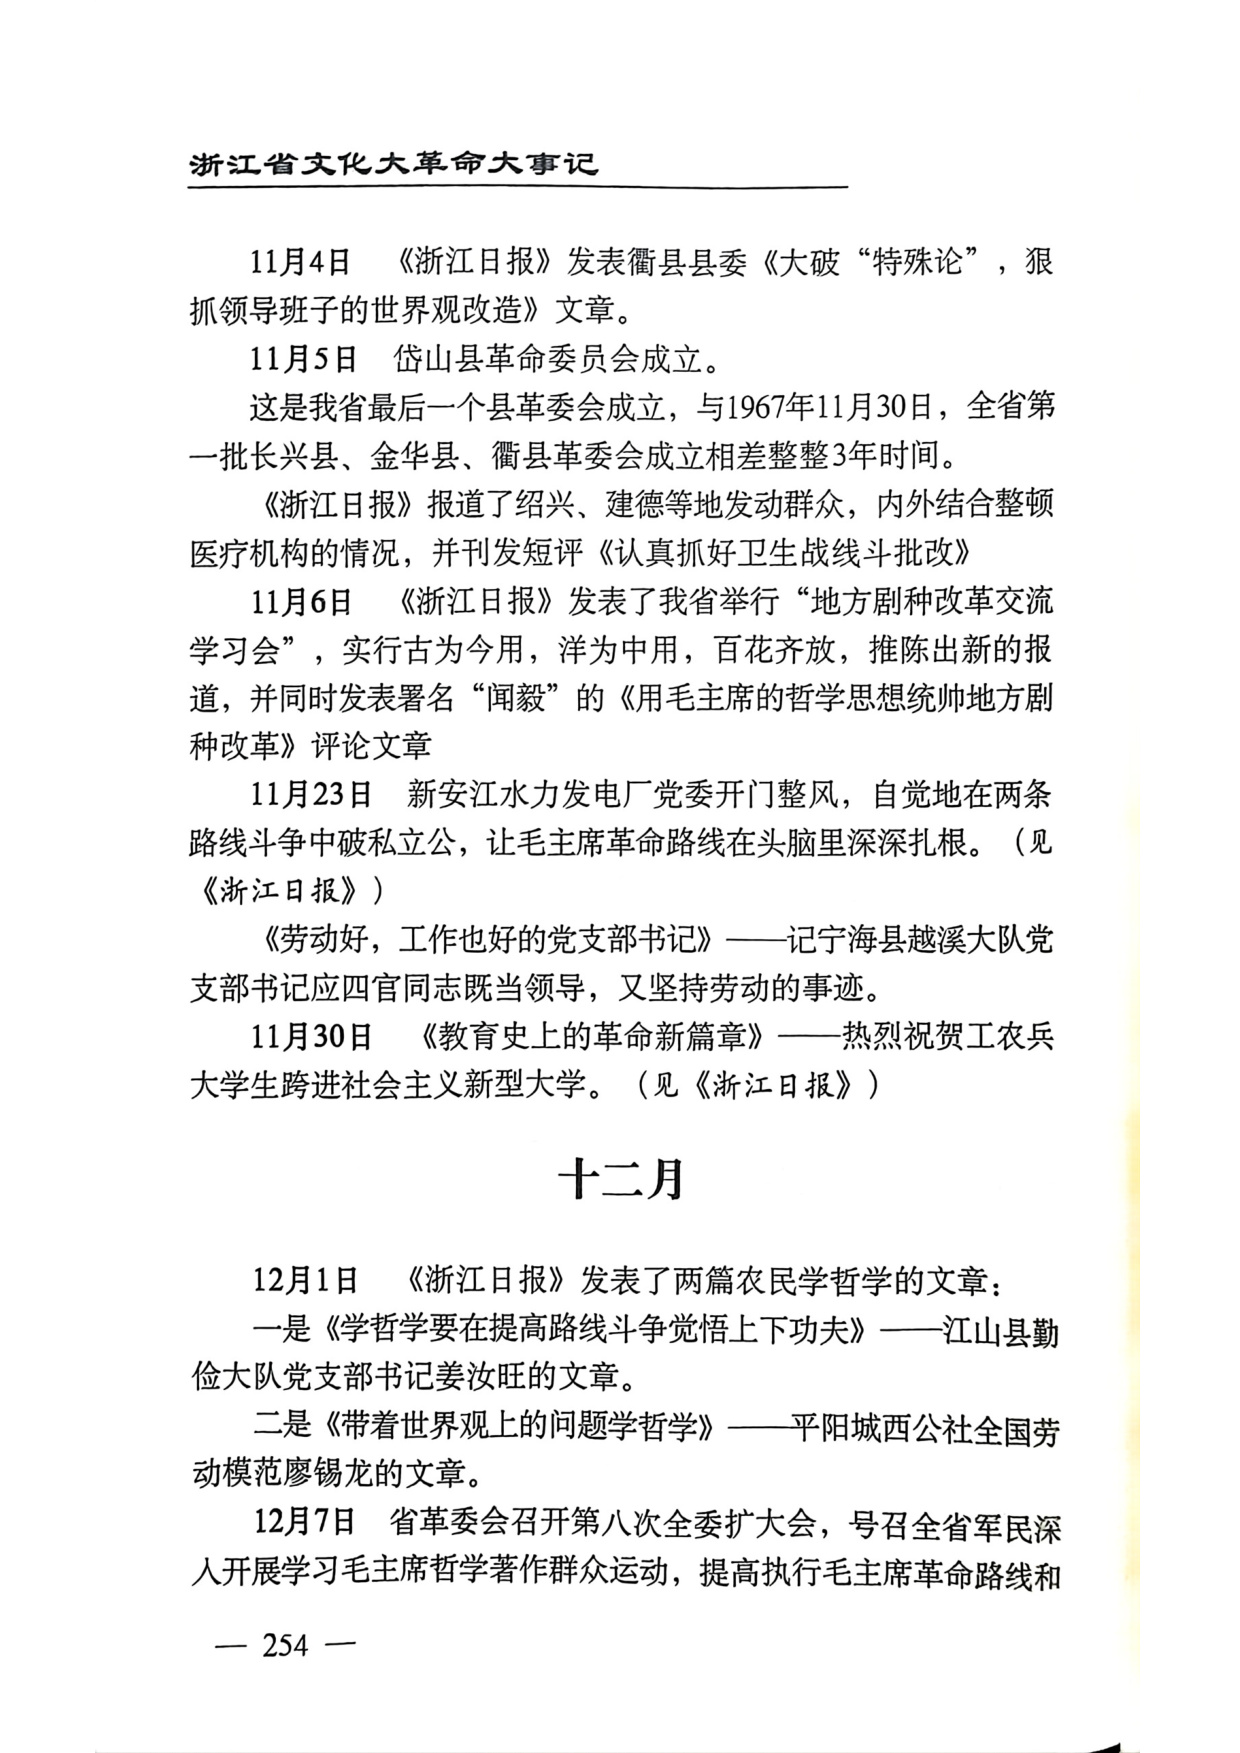 浙江省文化大革命大事记
11月4日　《浙江日报》发表衢县县委《大破“特殊论”，狠
抓领导班子的世界观改造》文章。
11月5日　岱山县革命委员会成立。
这是我省最后一个县革委会成立，与1967年11月30日，全省第
一批长兴县、金华县、衢县革委会成立相差整整3年时间。
《浙江日报》报道了绍兴、建德等地发动群众，内外结合整顿
医疗机构的情况，并刊发短评《认真抓好卫生战线斗批改》
11月6日　《浙江日报》发表了我省举行“地方剧种改革交流
学习会”，实行古为今用，洋为中用，百花齐放，推陈出新的报
道，并同时发表署名“闻毅”的《用毛主席的哲学思想统帅地方剧
种改革》评论文章
11月23日　新安江水力发电厂党委开门整风，自觉地在两条
路线斗争中破私立公，让毛主席革命路线在头脑里深深扎根。（见
《浙江日报》）
《劳动好，工作也好的党支部书记》——记宁海县越溪大队党
支部书记应四官同志既当领导，又坚持劳动的事迹。
11月30日　《教育史上的革命新篇章》——热烈祝贺工农兵
大学生跨进社会主义新型大学。（见《浙江日报》）
十二月
12月1日　《浙江日报》发表了两篇农民学哲学的文章：
一是《学哲学要在提高路线斗争觉悟上下功夫》——江山县勤
俭大队党支部书记姜汝旺的文章。
二是《带着世界观上的问题学哲学》——平阳城西公社全国劳
动模范廖锡龙的文章。
12月7日　省革委会召开第八次全委扩大会，号召全省军民深
人开展学习毛主席哲学著作群众运动，提高执行毛主席革命路线和
— 254 —